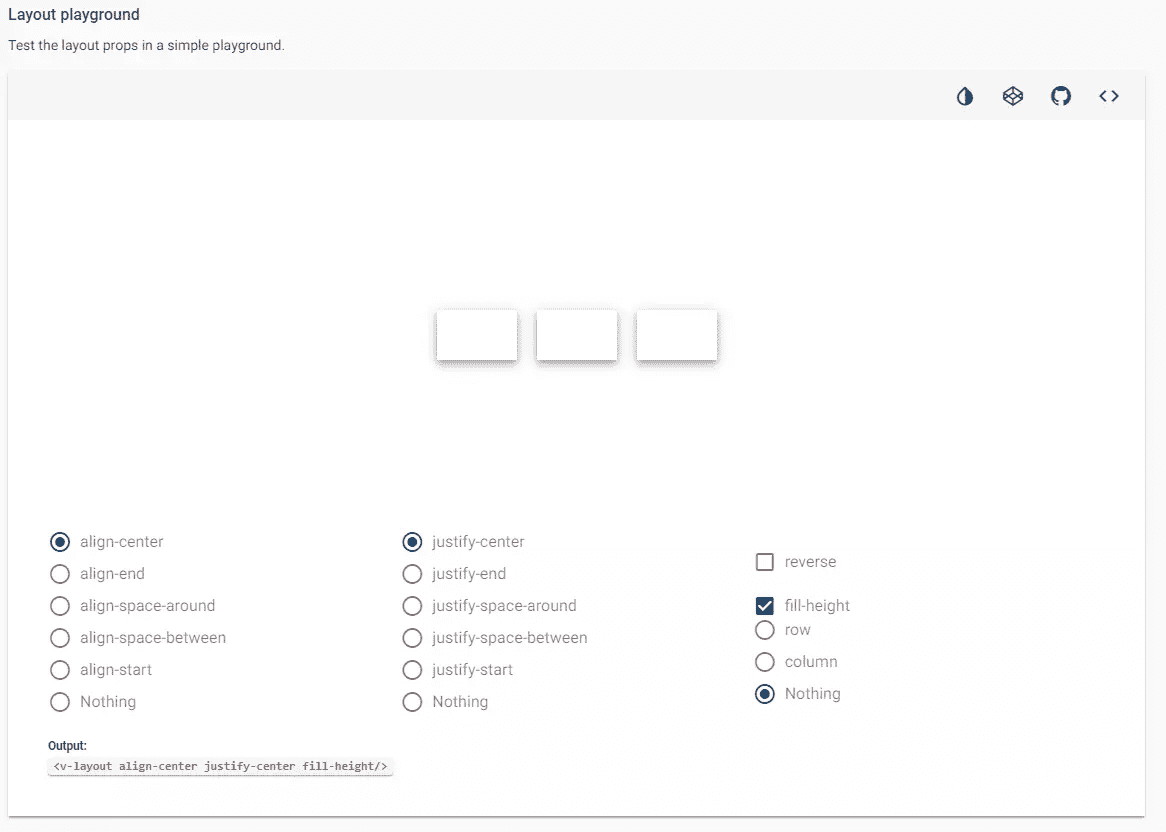 Layout playground
Test the layout props in a simple playground.
align-center
align-end
align-space-around
align-space-between
align-start
Nothing
justify-center
justify-end
justify-space-around
justify-space-between
justify-start
Nothing
reverse
fill-height
row
column
Nothing
Output:
<v-layout align-center justify-center fill-height/>